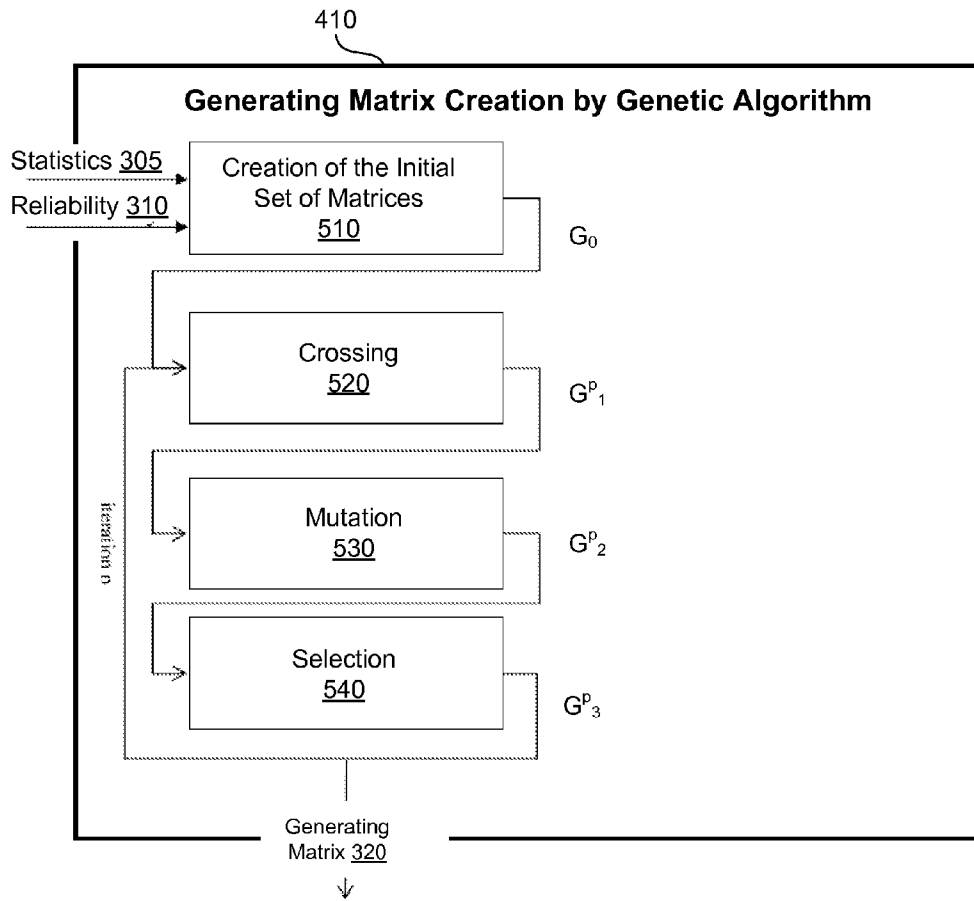 410
Generating Matrix Creation by Genetic Algorithm
Statistics 305
Reliability 310
Creation of the Initial
Set of Matrices
510
G₀
Crossing
520
Gᵖ₁
iteration p
Mutation
530
Gᵖ₂
Selection
540
Gᵖ₃
Generating
Matrix 320